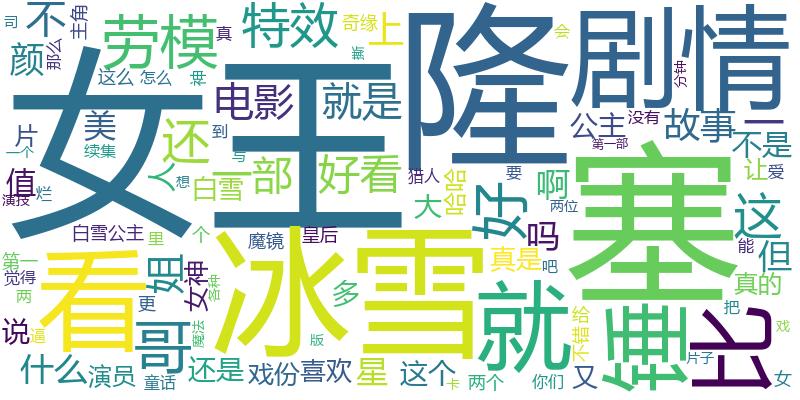 司
不
主角
那么
劳模
真
特效
奇缘
上
会
隆
剧情
颜
这么
怎么
神
片
一个
美
续集
女王
电影
就是
到
公主
没有
分钟
第一部
故事
一
不是
值
还
人
想
写
一部
白雪
好看
猎人
哈哈
要
好
啊
两位
塞
让
爱
烂
演技
白雪公主
里
个
魔镜
皇后
大
吗
真是
吧
这
能
但
第一
觉得
两
看
姐
女神
各种
冰雪
多
就
锤
比
真的
把
说
逼
更
哥
魔法
版
不错
给
戏
什么
演员
童话
还是
戏份
喜欢
星
这个
卡
两个
你们
又
片子
女